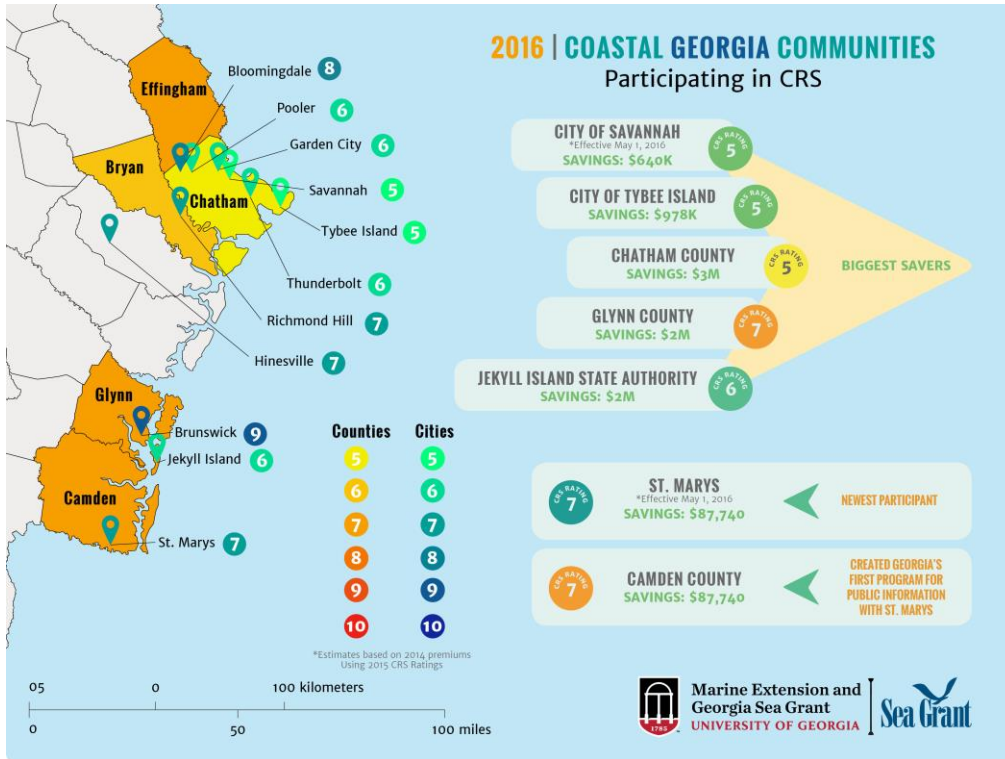 2016 | COASTAL GEORGIA COMMUNITIES
Participating in CRS
Effingham
Bloomingdale 8
Pooler 6
Garden City 6
Bryan
Savannah 5
Chatham
Tybee Island 5
Thunderbolt 6
Richmond Hill 7
Hinesville 7
Glynn
Brunswick 9
Jekyll Island 6
Camden
St. Marys 7
Counties Cities
5 5
6 6
7 7
8 8
9 9
10 10
*Estimates based on 2014 premiums
Using 2015 CRS Ratings
05 0 100 kilometers
0 50 100 miles
CITY OF SAVANNAH
*Effective May 1, 2016
SAVINGS: $640K
CRS RATING
5
CITY OF TYBEE ISLAND
SAVINGS: $978K
CRS RATING
5
CHATHAM COUNTY
SAVINGS: $3M
CRS RATING
5
GLYNN COUNTY
SAVINGS: $2M
CRS RATING
7
JEKYLL ISLAND STATE AUTHORITY
SAVINGS: $2M
CRS RATING
6
BIGGEST SAVERS
CRS RATING
7
ST. MARYS
*Effective May 1, 2016
SAVINGS: $87,740
NEWEST PARTICIPANT
CRS RATING
7
CAMDEN COUNTY
SAVINGS: $87,740
CREATED GEORGIA'S
FIRST PROGRAM FOR
PUBLIC INFORMATION
WITH ST. MARYS
1785
Marine Extension and
Georgia Sea Grant
UNIVERSITY OF GEORGIA
Sea Grant